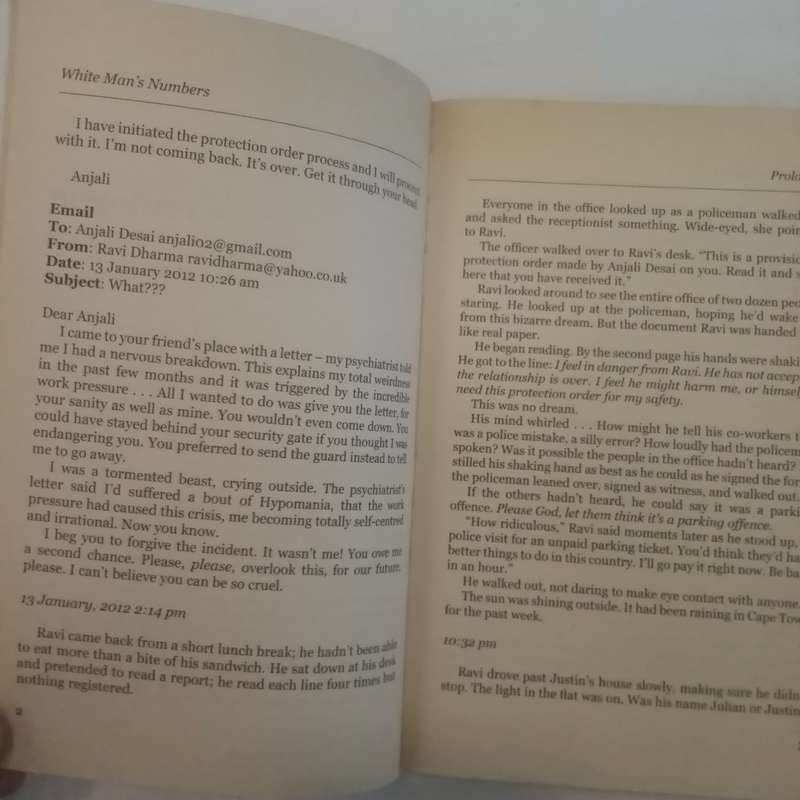 White Man's Numbers
I have initiated the protection order process and I will proceed
with it. I'm not coming back. It's over. Get it through your head.
Anjali
Email
To: Anjali Desai anjali02@gmail.com
From: Ravi Dharma ravidharma@yahoo.co.uk
Date: 13 January 2012 10:26 am
Subject: What???
Dear Anjali
I came to your friend's place with a letter – my psychiatrist told
me I had a nervous breakdown. This explains my total weirdness
in the past few months and it was triggered by the incredible
work pressure . . . All I wanted to do was give you the letter, for
your sanity as well as mine. You wouldn't even come down. You
could have stayed behind your security gate if you thought I was
endangering you. You preferred to send the guard instead to tell
me to go away.
I was a tormented beast, crying outside. The psychiatrist's
letter said I'd suffered a bout of Hypomania, that the work
pressure had caused this crisis, me becoming totally self-centred
and irrational. Now you know.
I beg you to forgive the incident. It wasn't me! You owe me
a second chance. Please, please, overlook this, for our future,
please. I can't believe you can be so cruel.
13 January, 2012 2:14 pm
Ravi came back from a short lunch break; he hadn't been able
to eat more than a bite of his sandwich. He sat down at his desk
and pretended to read a report; he read each line four times but
nothing registered.
2
Prolo
Everyone in the office looked up as a policeman walked
and asked the receptionist something. Wide-eyed, she poin
to Ravi.
The officer walked over to Ravi's desk. "This is a provisio
protection order made by Anjali Desai on you. Read it and s
here that you have received it."
Ravi looked around to see the entire office of two dozen peo
staring. He looked up at the policeman, hoping he'd wake
from this bizarre dream. But the document Ravi was handed
like real paper.
He began reading. By the second page his hands were shaki
He got to the line: I feel in danger from Ravi. He has not accep
the relationship is over. I feel he might harm me, or himsel
need this protection order for my safety.
This was no dream.
His mind whirled . . . How might he tell his co-workers t
was a police mistake, a silly error? How loudly had the policem
spoken? Was it possible the people in the office hadn't heard?
stilled his shaking hand as best as he could as he signed the for
the policeman leaned over, signed as witness, and walked out.
If the others hadn't heard, he could say it was a parki
offence. Please God, let them think it's a parking offence.
"How ridiculous," Ravi said moments later as he stood up,
police visit for an unpaid parking ticket. You'd think they'd ha
better things to do in this country. I'll go pay it right now. Be ba
in an hour."
He walked out, not daring to make eye contact with anyone.
The sun was shining outside. It had been raining in Cape Tow
for the past week.
10:32 pm
Ravi drove past Justin's house slowly, making sure he didn
stop. The light in the flat was on. Was his name Julian or Justin